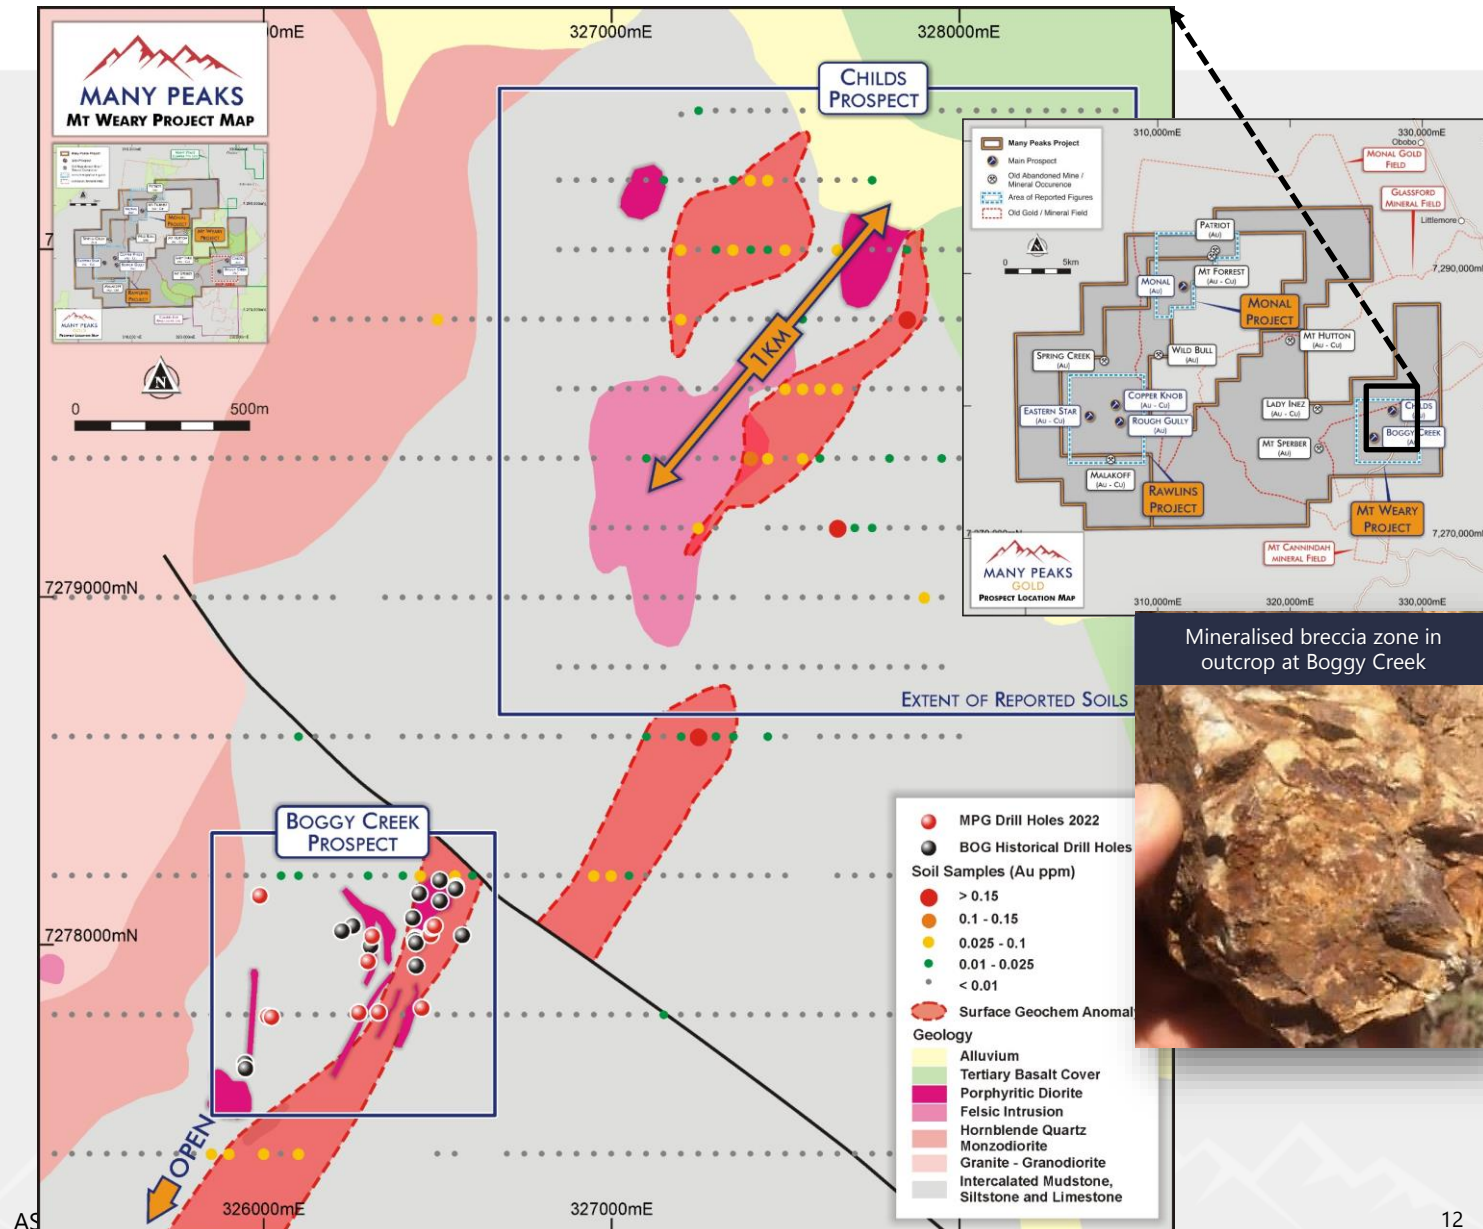 00mE
327000mE
328000mE
MANY PEAKS
MT WEARY PROJECT MAP
N
0
500m
CHILDS
PROSPECT
1KM
7279000mN
EXTENT OF REPORTED SOILS
BOGGY CREEK
PROSPECT
7278000mN
OPEN
326000mE
327000mE
MPG Drill Holes 2022
BOG Historical Drill Holes
Soil Samples (Au ppm)
> 0.15
0.1 - 0.15
0.025 - 0.1
0.01 - 0.025
< 0.01
Surface Geochem Anomal
Geology
Alluvium
Tertiary Basalt Cover
Porphyritic Diorite
Felsic Intrusion
Hornblende Quartz
Monzodiorite
Granite - Granodiorite
Intercalated Mudstone,
Siltstone and Limestone
310,000mE
330,000mE
Many Peaks Project
Main Prospect
Old Abandoned Mine /
Mineral Occurence
Area of Reported Figures
Old Gold / Mineral Field
0
5km
Obobo
MONAL GOLD
FIELD
GLASSFORD
MINERAL FIELD
Littlemore
7,290,000mN
PATRIOT
(Au)
MT FORREST
(Au - Cu)
MONAL
(Au)
MONAL
PROJECT
MT HUTTON
(Au - Cu)
SPRING CREEK
(Au)
WILD BULL
(Au)
COPPER KNOB
(Au - Cu)
EASTERN STAR
(Au - Cu)
ROUGH GULLY
(Au)
LADY INEZ
(Au - Cu)
CHILDS
(Au)
BOGGY CREEK
MT SPERBER
(Au)
MALAKOFF
(Au - Cu)
RAWLINS
PROJECT
MT WEARY
PROJECT
7,270,000mN
MT CANNINDAH
MINERAL FIELD
MANY PEAKS
GOLD
PROSPECT LOCATION MAP
310,000mE
320,000mE
330,000mE
Mineralised breccia zone in
outcrop at Boggy Creek
AS
12